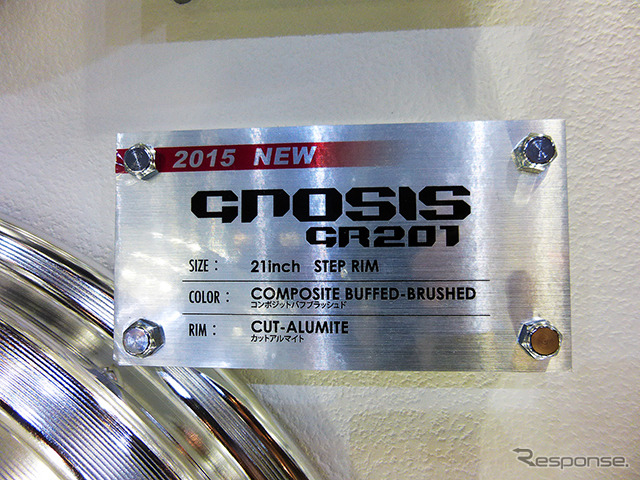 2015 NEW
GNOSIS
GR201
SIZE : 21inch STEP RIM
COLOR : COMPOSITE BUFFED-BRUSHED
コンポジットバフブラッシュド
RIM : CUT-ALUMITE
カットアルマイト
Response.